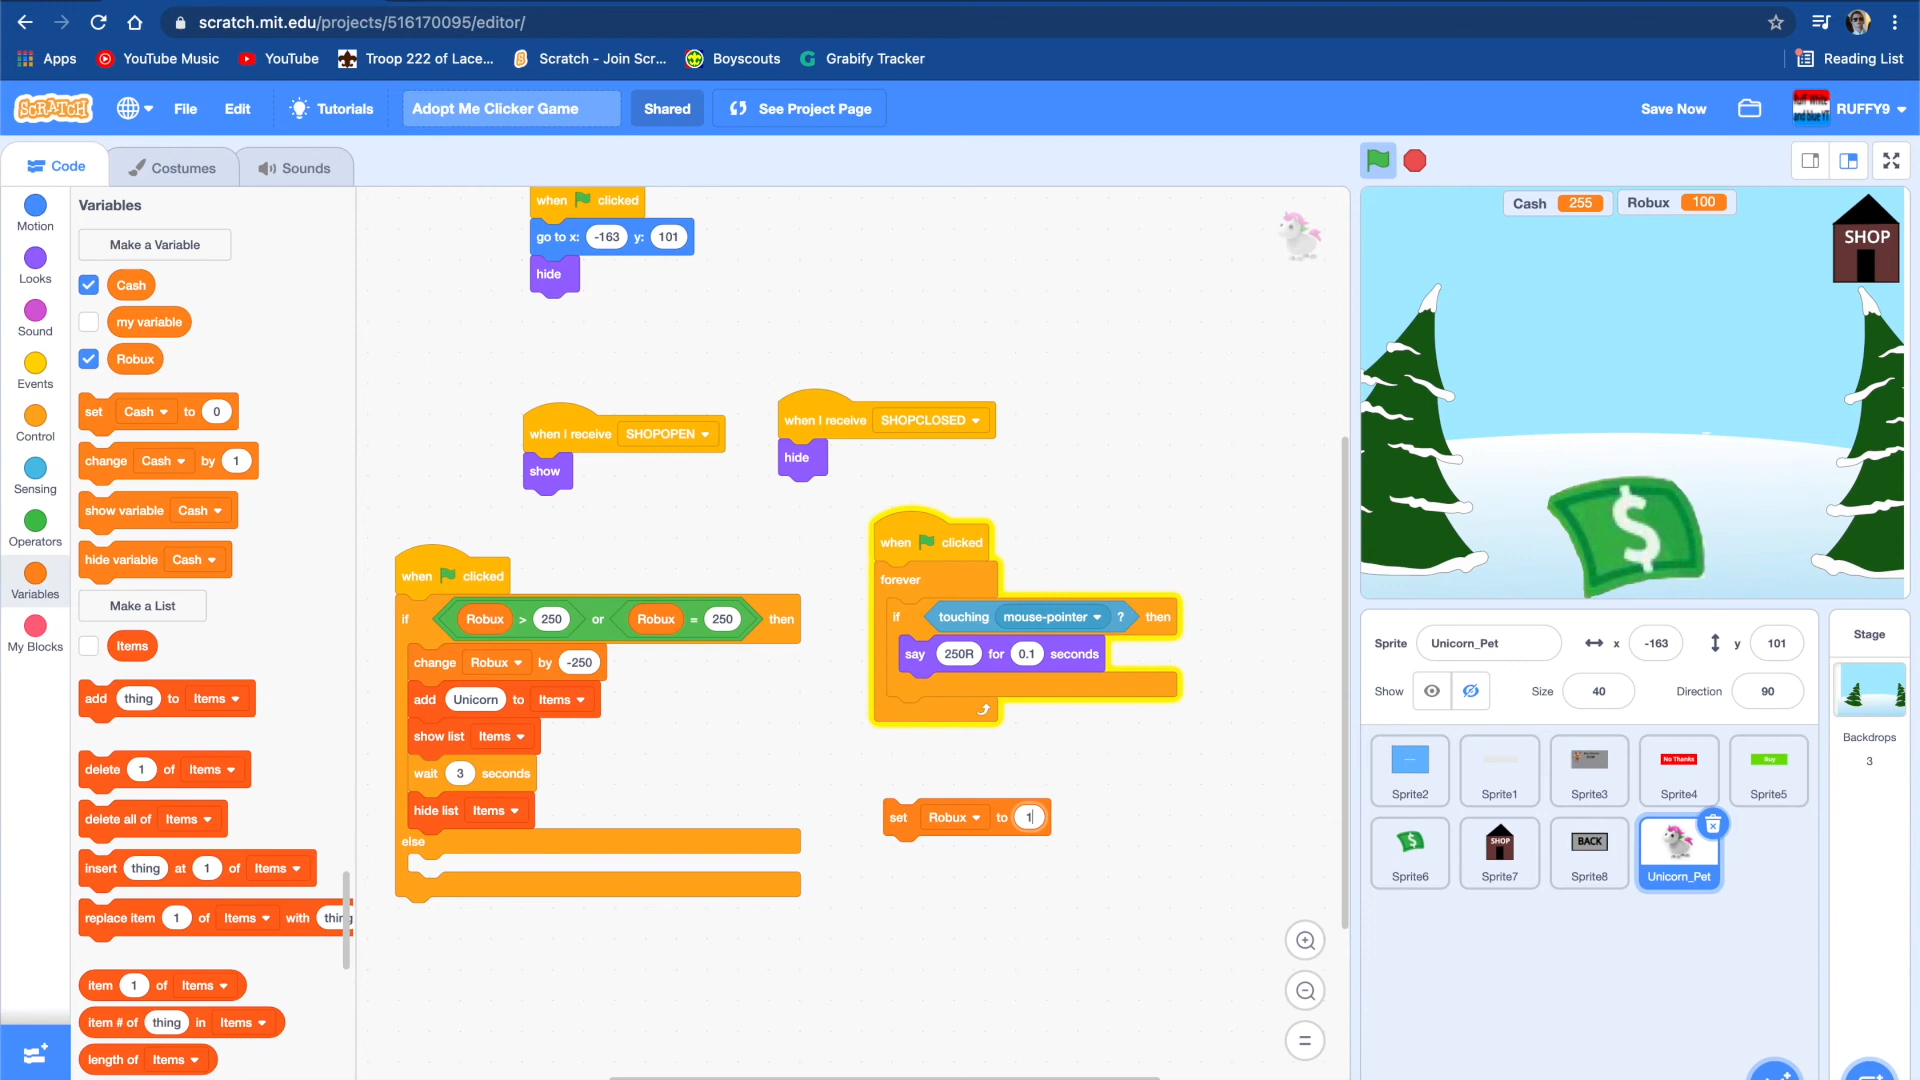 scratch.mit.edu/projects/516170095/editor/
Apps YouTube Music YouTube Troop 222 of Lace... Scratch - Join Scr... Boyscouts Grabify Tracker Reading List
SCRATCH File Edit Tutorials Adopt Me Clicker Game Shared See Project Page Save Now RUFFY9
Code Costumes Sounds
Motion
Looks
Sound
Events
Control
Sensing
Operators
Variables
My Blocks
Variables
Make a Variable
Cash
my variable
Robux
set Cash to 0
change Cash by 1
show variable Cash
hide variable Cash
Make a List
Items
add thing to Items
delete 1 of Items
delete all of Items
insert thing at 1 of Items
replace item 1 of Items with thing
item 1 of Items
item # of thing in Items
length of Items
when clicked
go to x: -163 y: 101
hide
when I receive SHOPOPEN
show
when I receive SHOPCLOSED
hide
when clicked
if Robux > 250 or Robux = 250 then
change Robux by -250
add Unicorn to Items
show list Items
wait 3 seconds
hide list Items
else
when clicked
forever
if touching mouse-pointer ? then
say 250R for 0.1 seconds
set Robux to 1
Cash 255 Robux 100
SHOP
$
Sprite Unicorn_Pet x -163 y 101
Show Size 40 Direction 90
No Thanks Buy
Sprite2 Sprite1 Sprite3 Sprite4 Sprite5
$ SHOP BACK
Sprite6 Sprite7 Sprite8 Unicorn_Pet
Stage
Backdrops
3